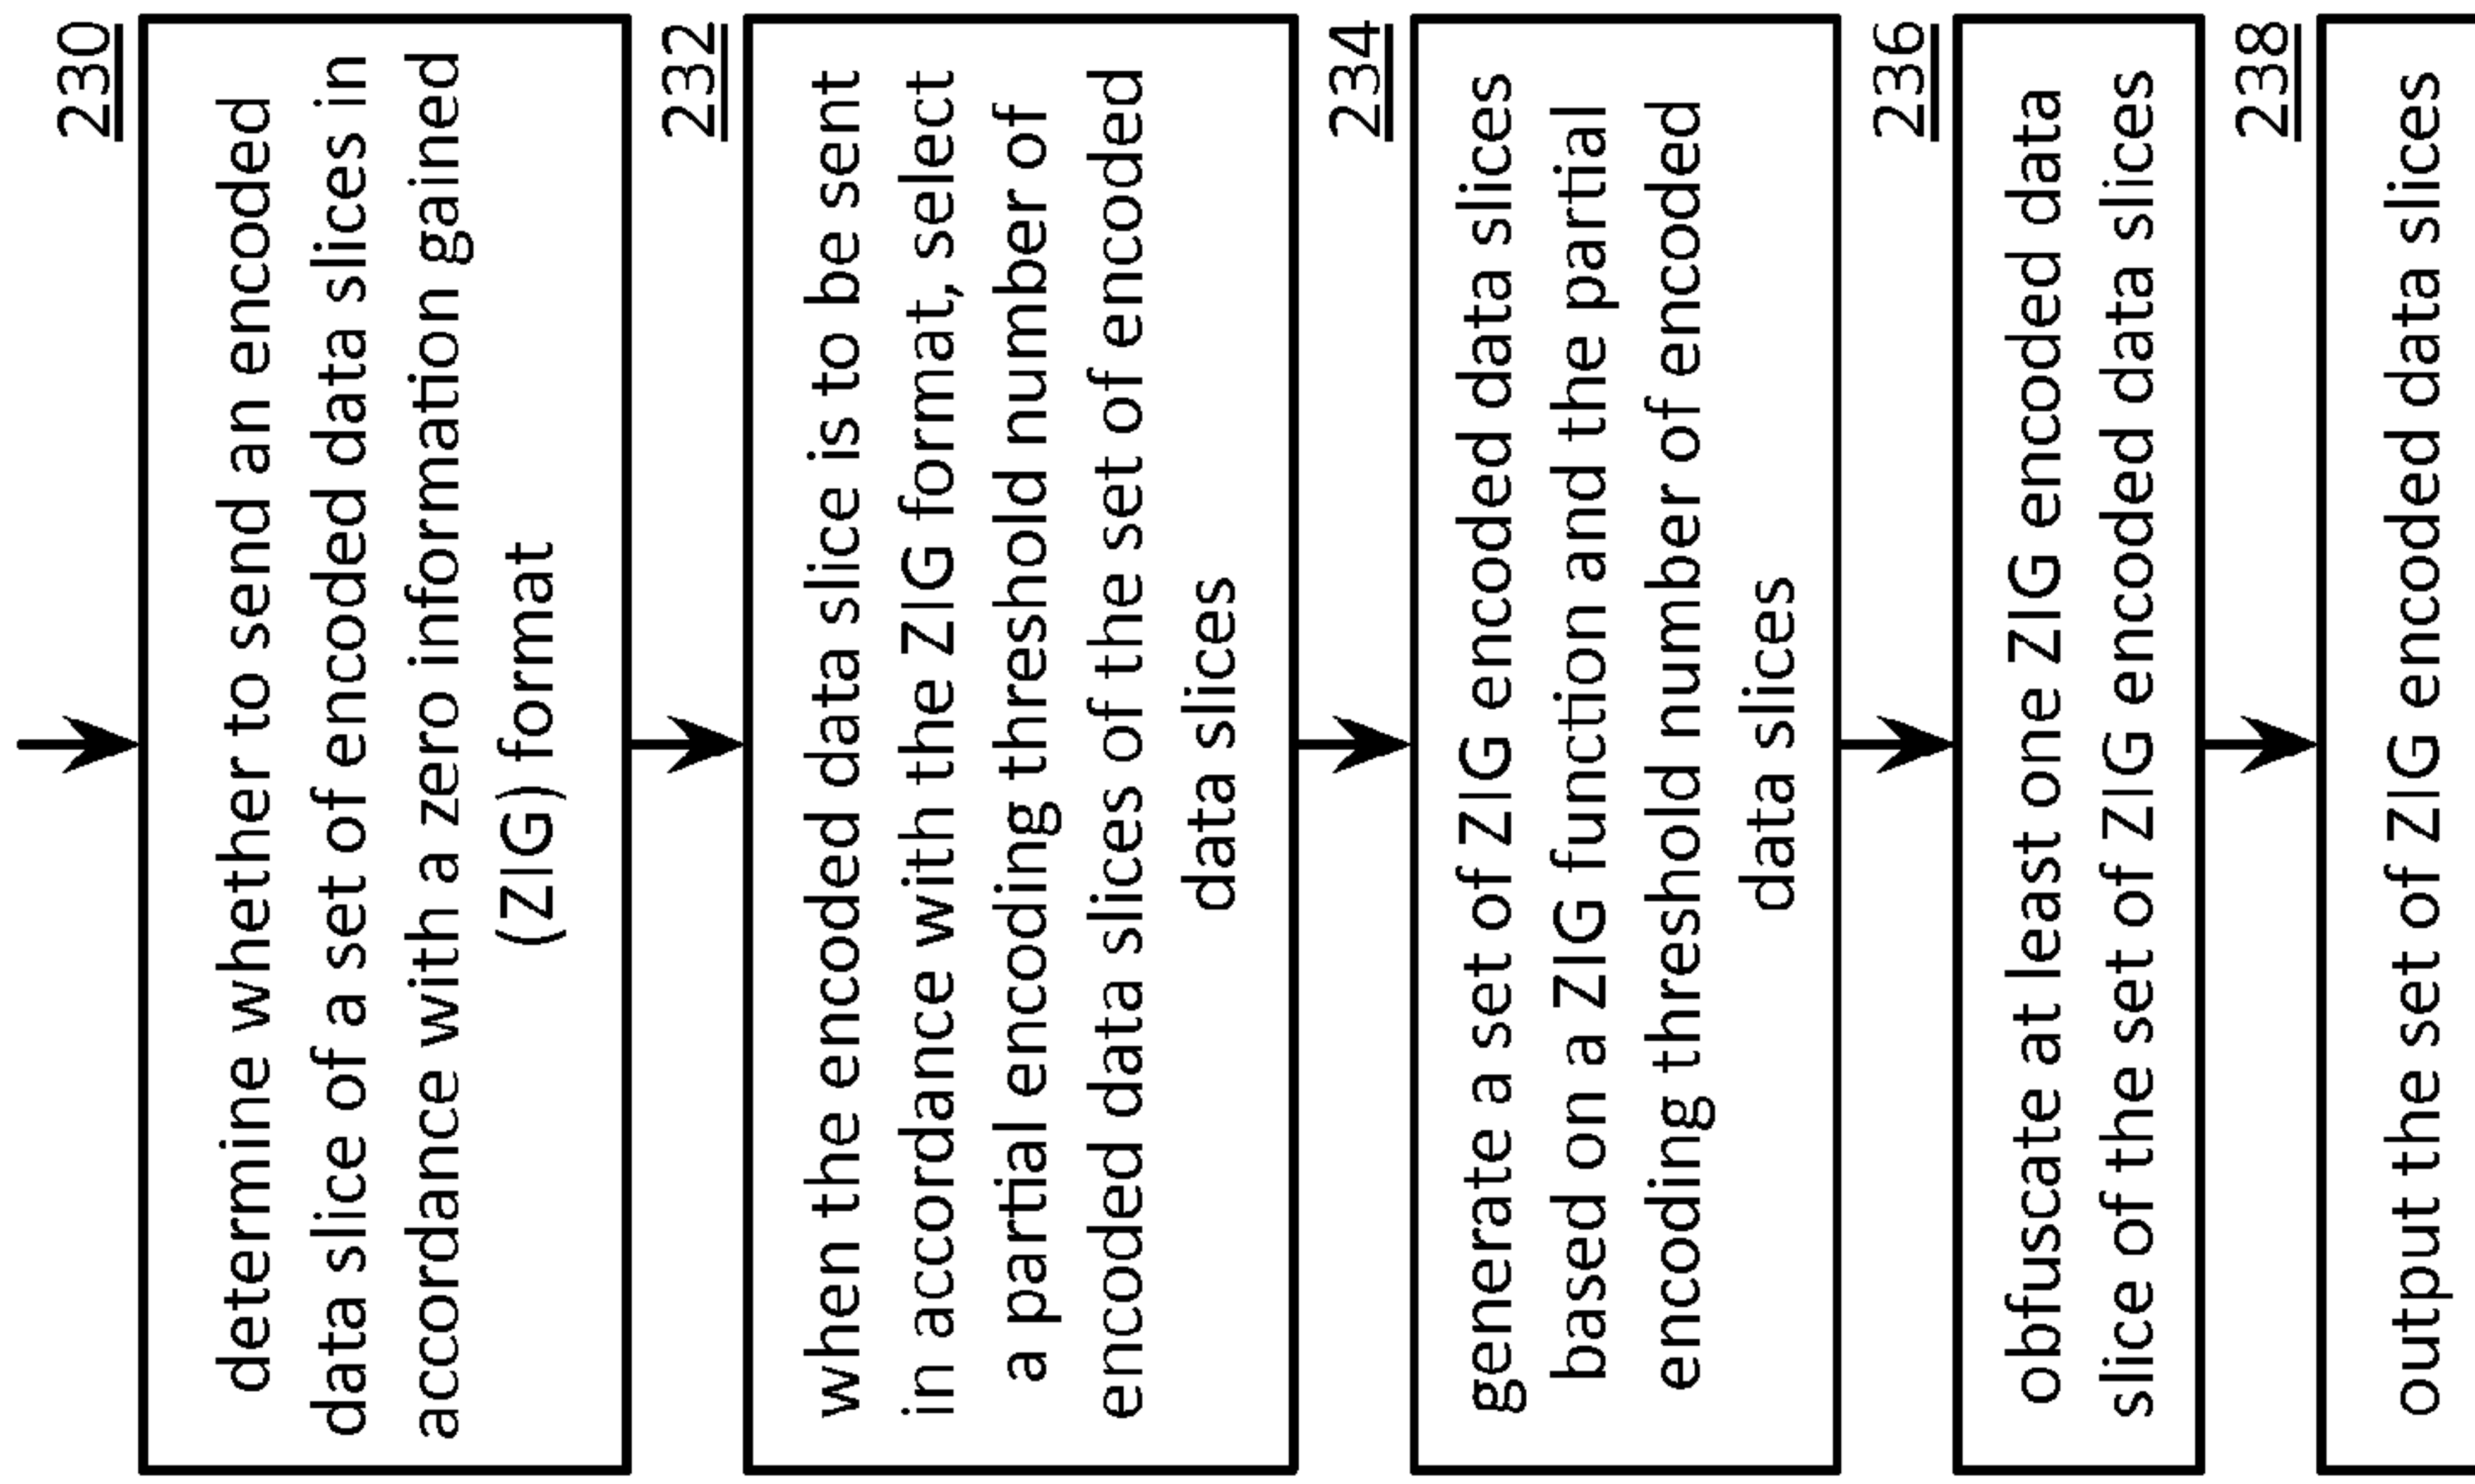 230
determine whether to send an encoded
data slice of a set of encoded data slices in
accordance with a zero information gained
(ZIG) format
232
when the encoded data slice is to be sent
in accordance with the ZIG format, select
a partial encoding threshold number of
encoded data slices of the set of encoded
data slices
234
generate a set of ZIG encoded data slices
based on a ZIG function and the partial
encoding threshold number of encoded
data slices
236
obfuscate at least one ZIG encoded data
slice of the set of ZIG encoded data slices
238
output the set of ZIG encoded data slices